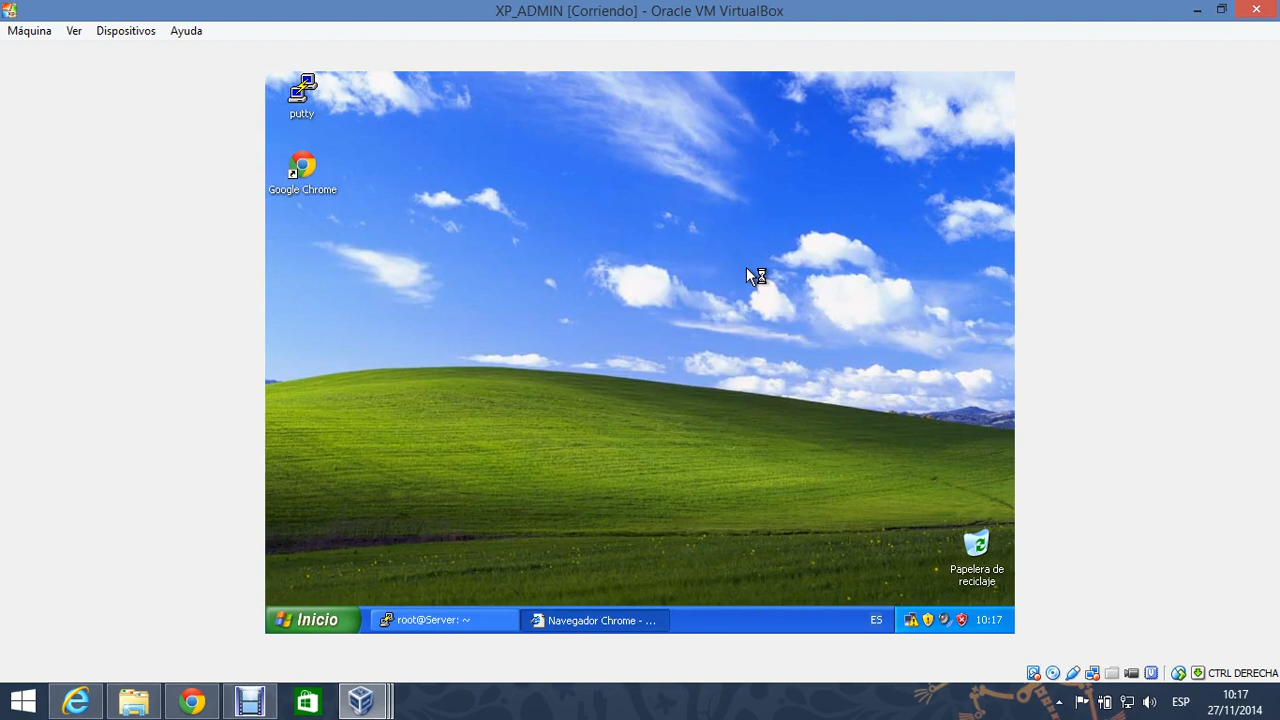 XP_ADMIN [Corriendo] - Oracle VM VirtualBox
Máquina Ver Dispositivos Ayuda
putty
Google Chrome
Papelera de
reciclaje
Inicio
root@Server: ~
Navegador Chrome - ...
ES
10:17
CTRL DERECHA
ESP
10:17
27/11/2014